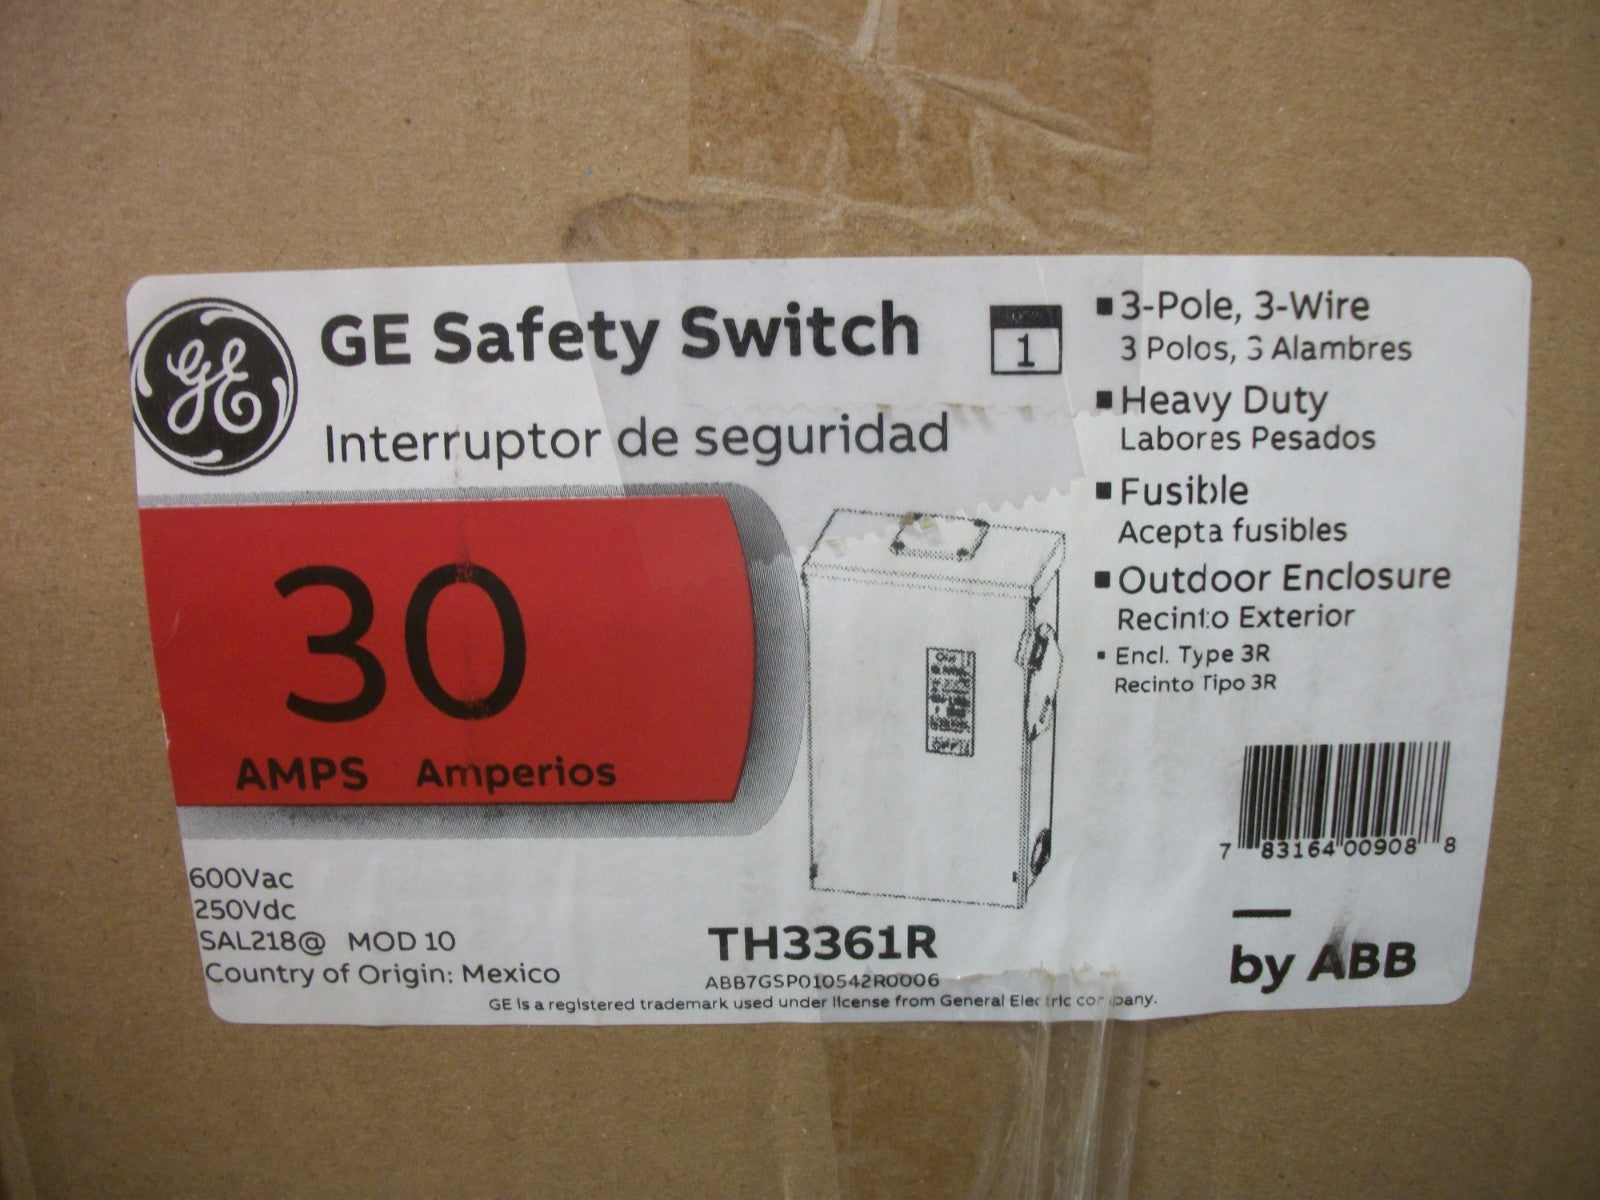 GE
GE Safety Switch
1
Interruptor de seguridad
30
AMPS Amperios
600Vac
250Vdc
SAL218@ MOD 10
Country of Origin: Mexico
TH3361R
ABB7GSP010542R0006
GE is a registered trademark used under license from General Electric company.
3-Pole, 3-Wire
3 Polos, 3 Alambres
Heavy Duty
Labores Pesados
Fusible
Acepta fusibles
Outdoor Enclosure
Recinto Exterior
Encl. Type 3R
Recinto Tipo 3R
7 83164 00908 8
by ABB